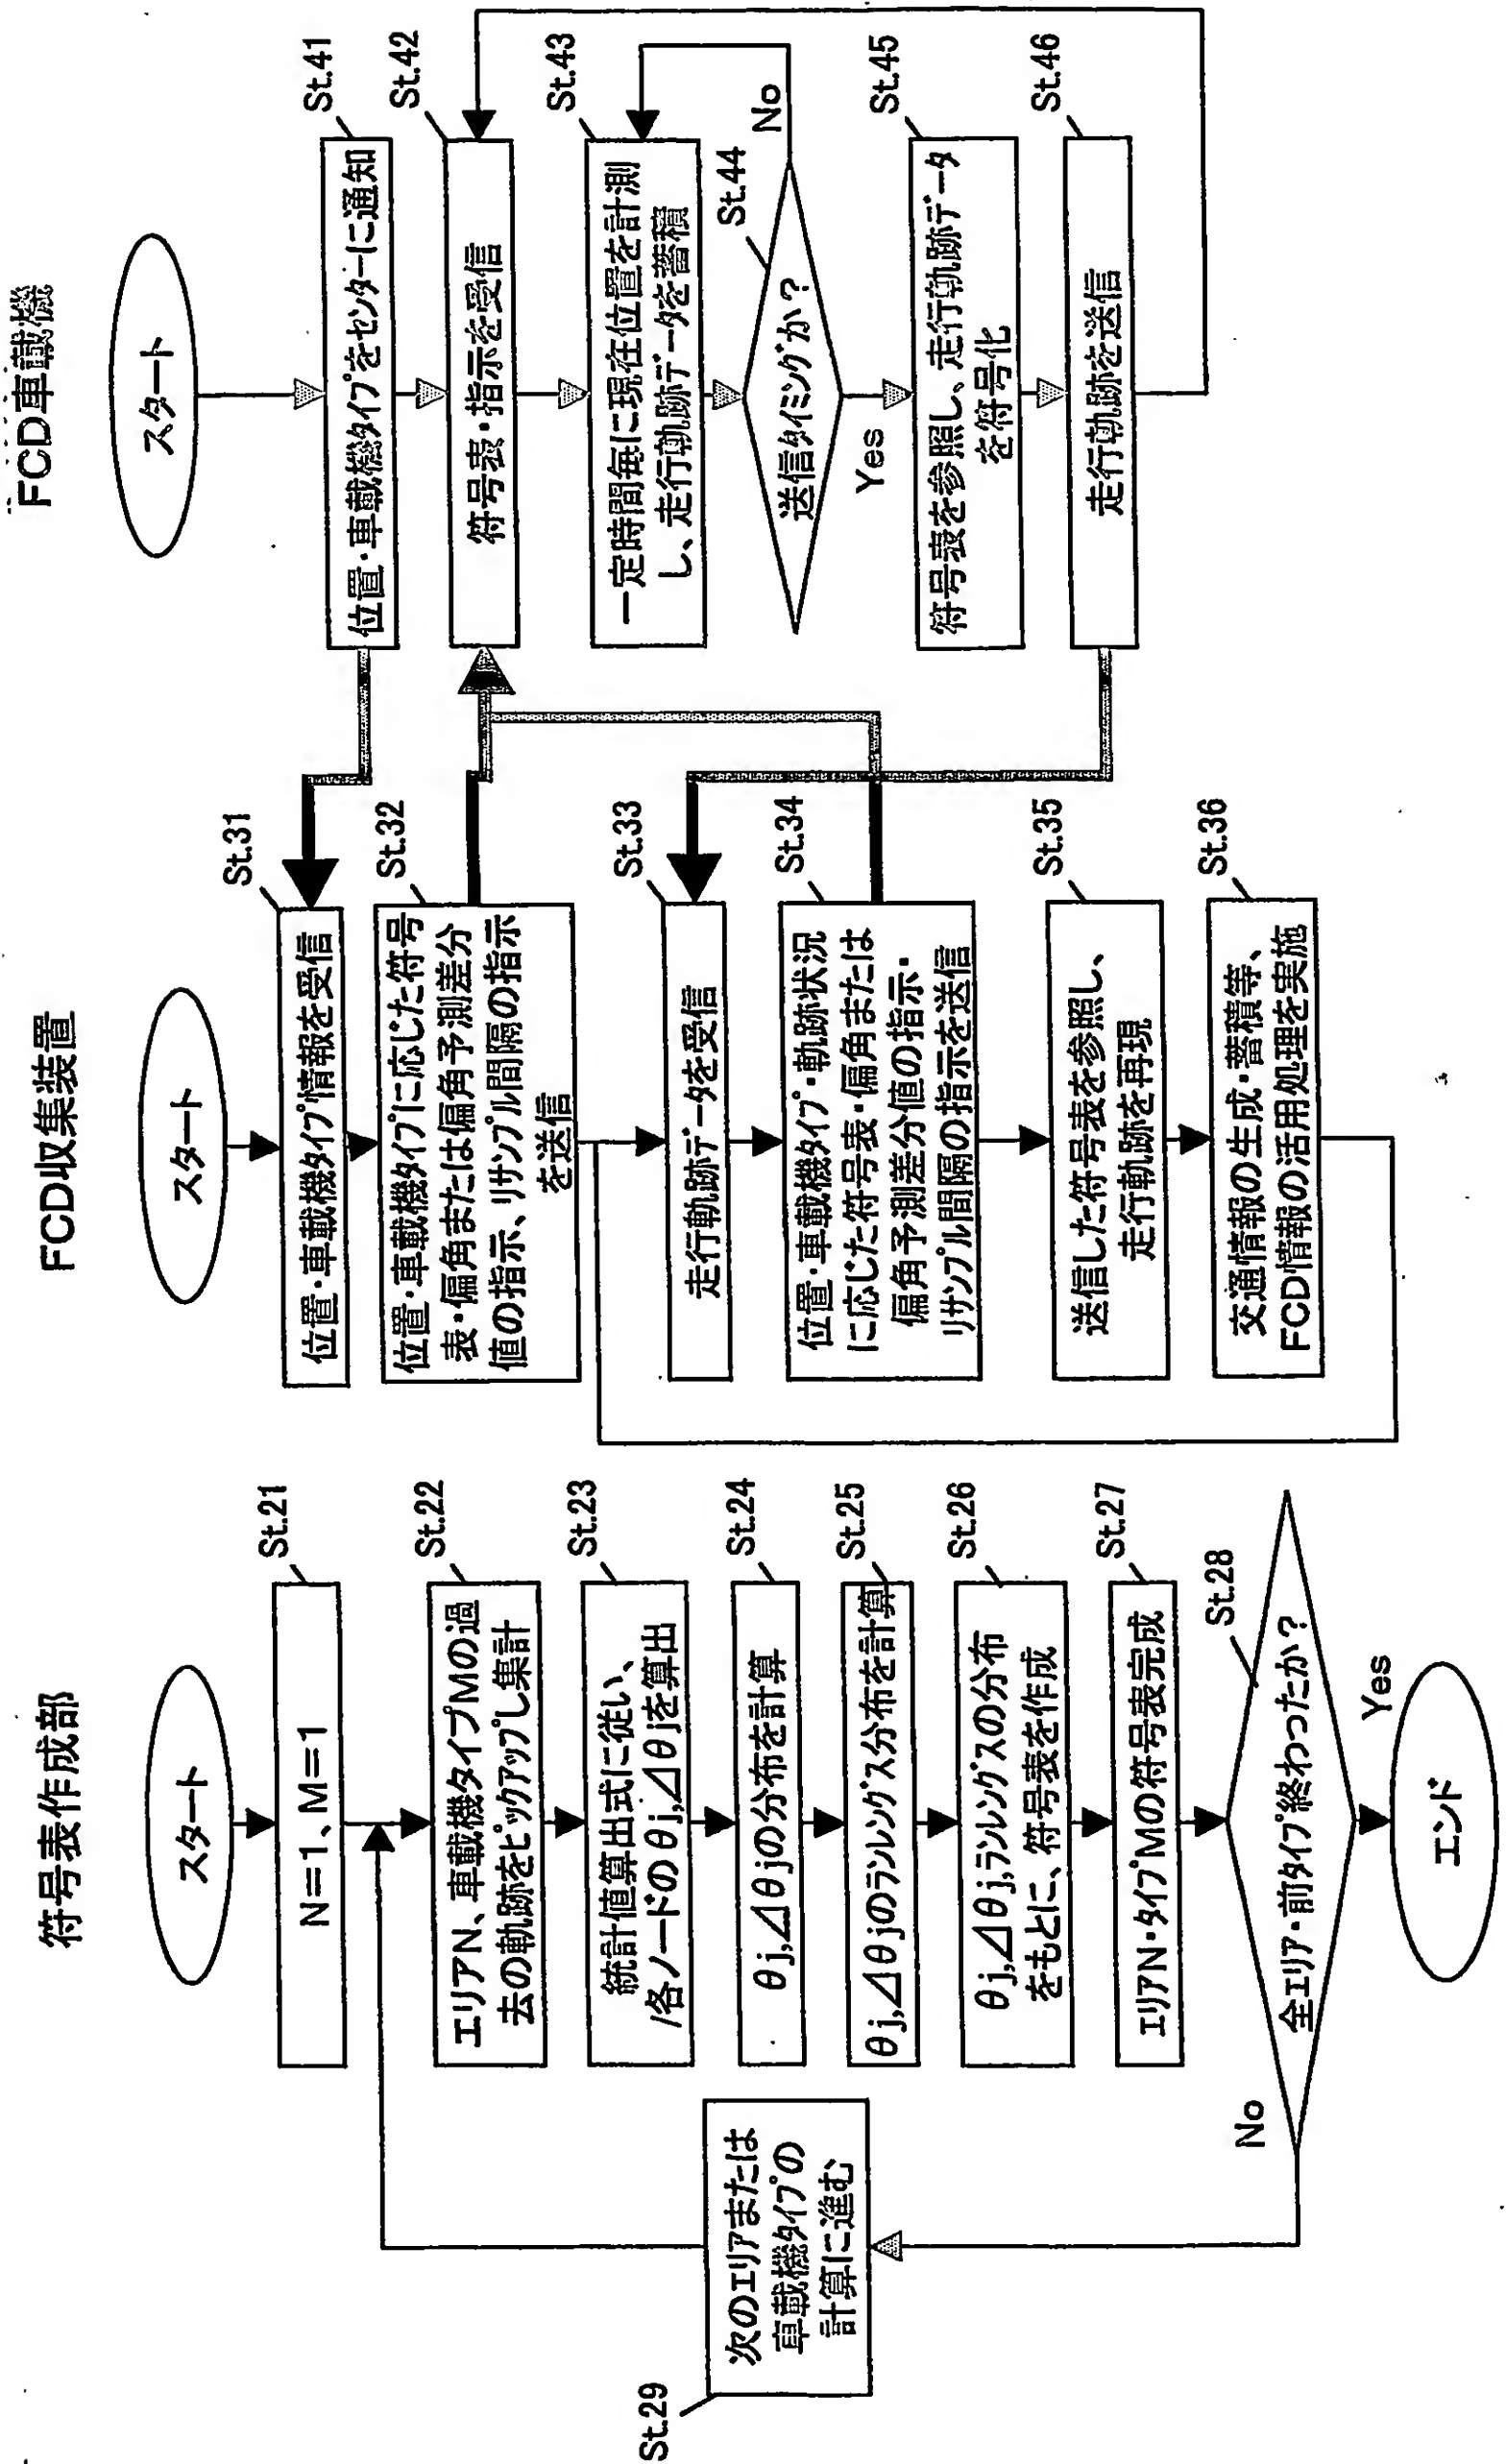 符号表作成部
スタート
St.21
N=1、M=1
St.22
エリアN、車載機タイプMの過
去の軌跡をピックアップし集計
St.23
統計値算出式に従い、
/各ノードのθj,⊿θjを算出
St.24
θj,⊿θjの分布を計算
St.25
θj,⊿θjのランレングス分布を計算
St.26
θj,⊿θj,ランレングスの分布
をもとに、符号表を作成
St.27
エリアN・タイプMの符号表完成
St.28
全エリア・前タイプ終わったか?
No
Yes
エンド
St.29
次のエリアまたは
車載機タイプの
計算に進む
FCD収集装置
スタート
St.31
位置・車載機タイプ情報を受信
St.32
位置・車載機タイプに応じた符号
表・偏角または偏角予測差分
値の指示、リサンプル間隔の指示
を送信
St.33
走行軌跡データを受信
St.34
位置・車載機タイプ・軌跡状況
に応じた符号表・偏角または
偏角予測差分値の指示・
リサンプル間隔の指示を送信
St.35
送信した符号表を参照し、
走行軌跡を再現
St.36
交通情報の生成・蓄積等、
FCD情報の活用処理を実施
FCD車載機
スタート
St.41
位置・車載機タイプをセンターに通知
St.42
符号表・指示を受信
St.43
一定時間毎に現在位置を計測
し、走行軌跡データを蓄積
St.44
送信タイミングか?
No
Yes
St.45
符号表を参照し、走行軌跡データ
を符号化
St.46
走行軌跡を送信